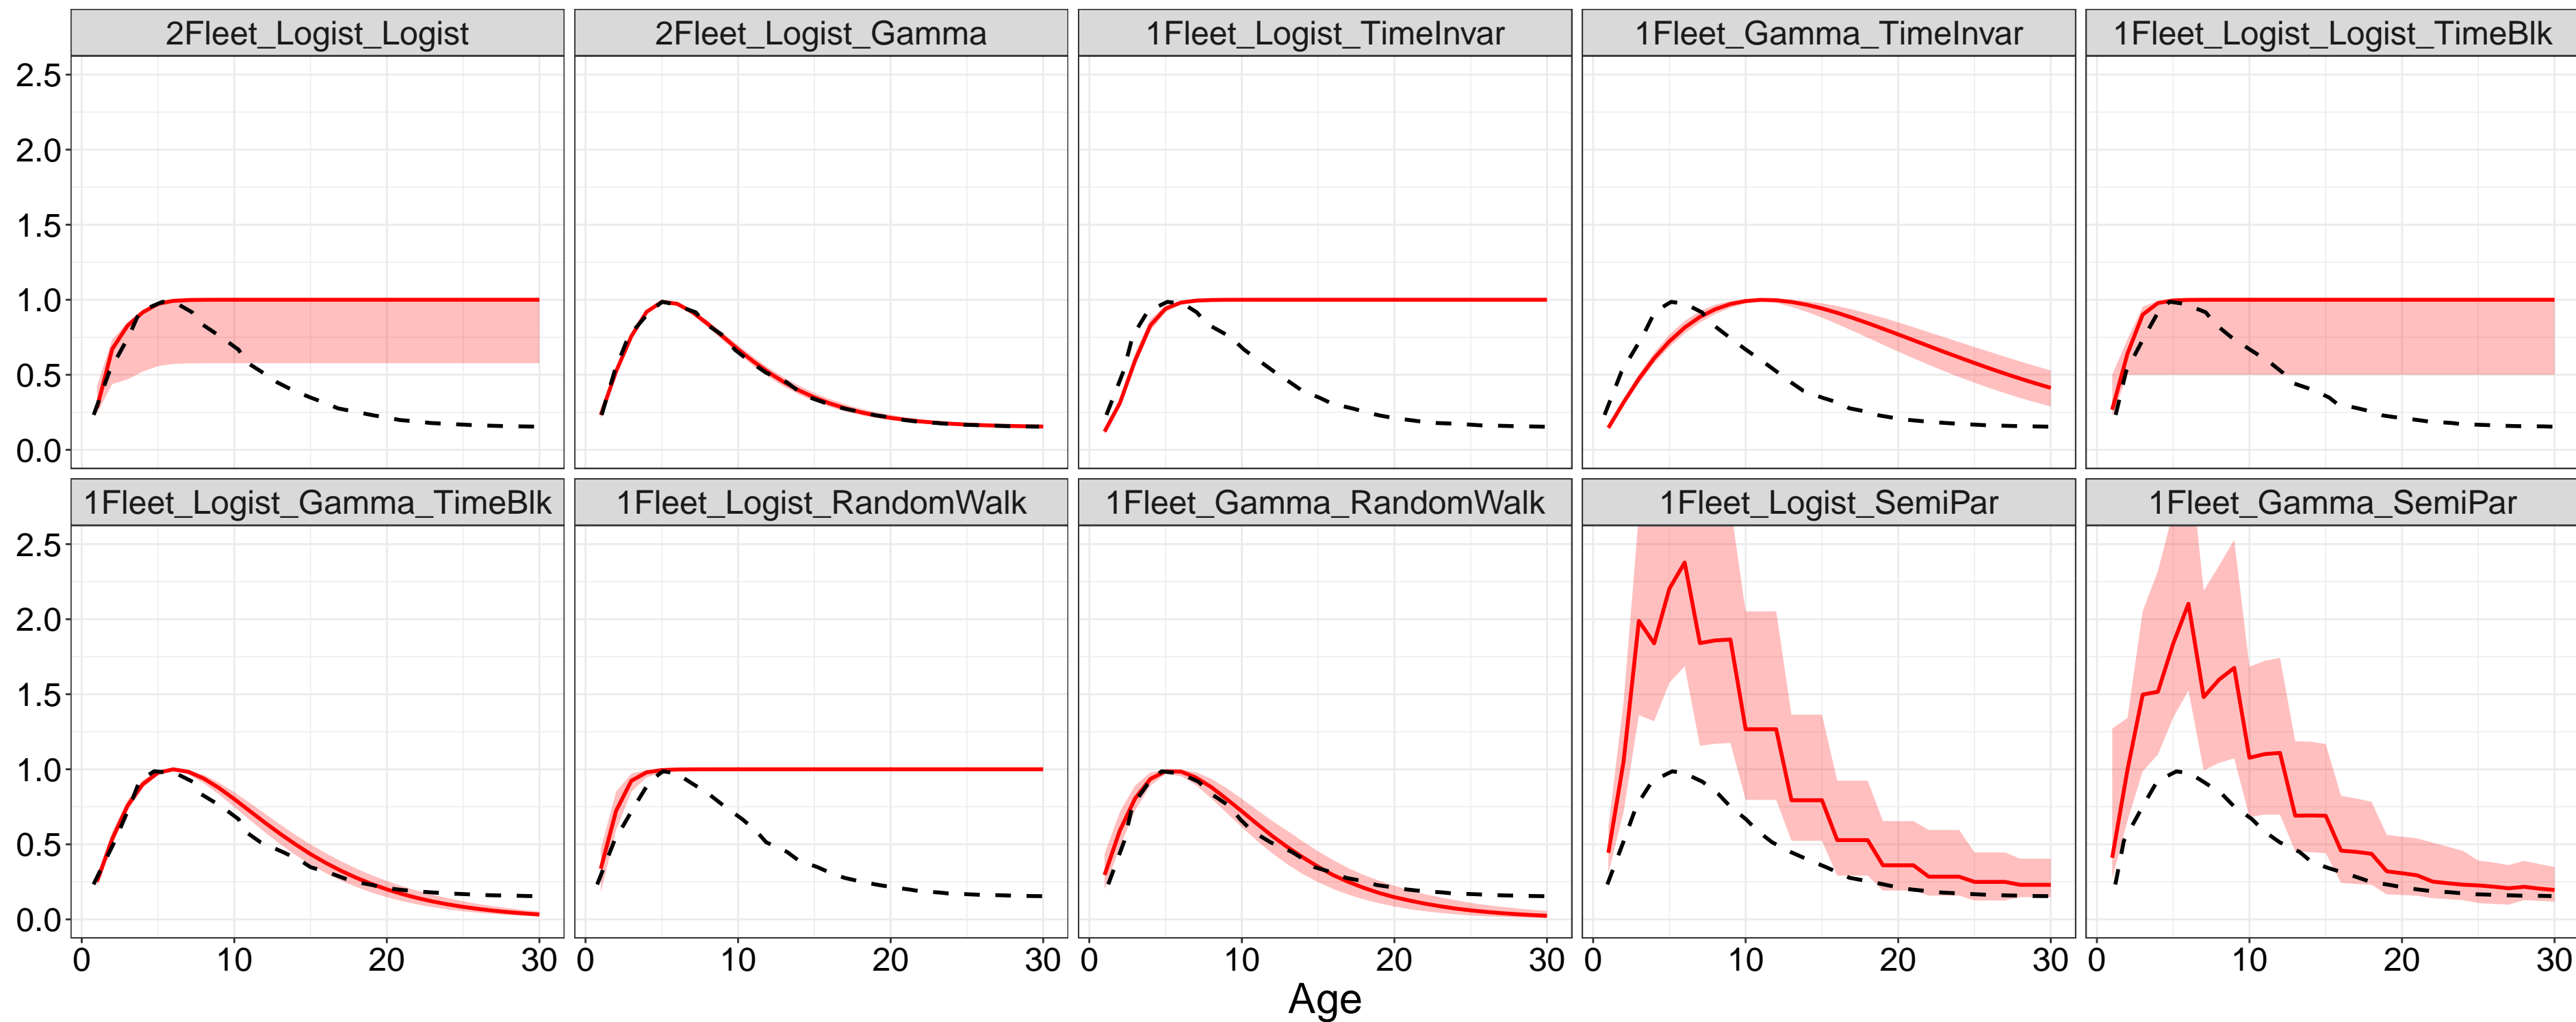 2Fleet_Logist_Logist
2Fleet_Logist_Gamma
1Fleet_Logist_TimeInvar
1Fleet_Gamma_TimeInvar
1Fleet_Logist_Logist_TimeBlk
2.5
2.0
1.5
1.0
0.5
0.0
1Fleet_Logist_Gamma_TimeBlk
1Fleet_Logist_RandomWalk
1Fleet_Gamma_RandomWalk
1Fleet_Logist_SemiPar
1Fleet_Gamma_SemiPar
2.5
2.0
1.5
1.0
0.5
0.0
0 10 20 30
0 10 20 30
0 10 20 30
0 10 20 30
0 10 20 30
Age